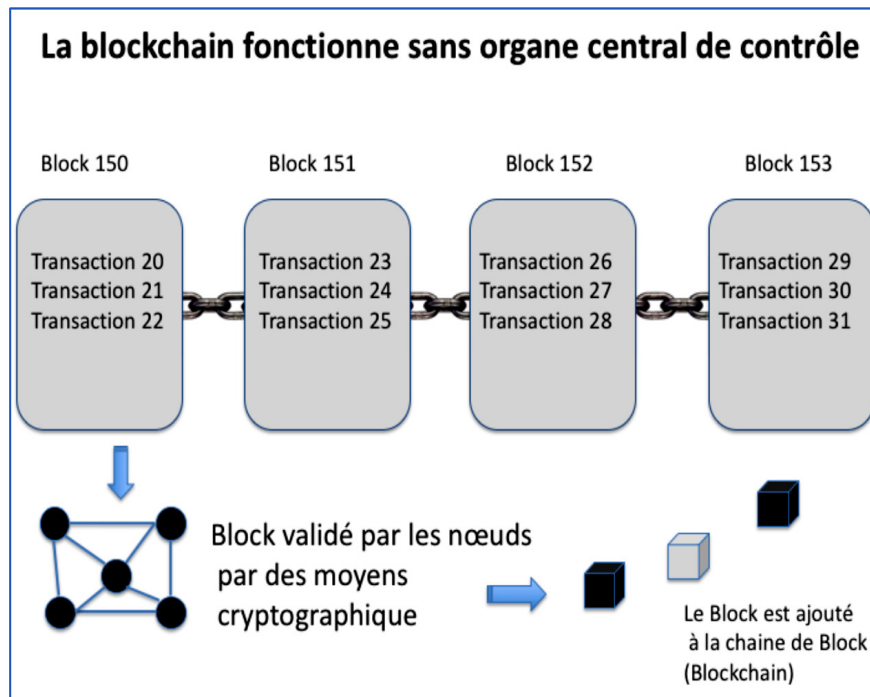 La blockchain fonctionne sans organe central de contrôle
Block 150
Block 151
Block 152
Block 153
Transaction 20
Transaction 21
Transaction 22
Transaction 23
Transaction 24
Transaction 25
Transaction 26
Transaction 27
Transaction 28
Transaction 29
Transaction 30
Transaction 31
Block validé par les nœuds
par des moyens
cryptographique
Le Block est ajouté
à la chaine de Block
(Blockchain)